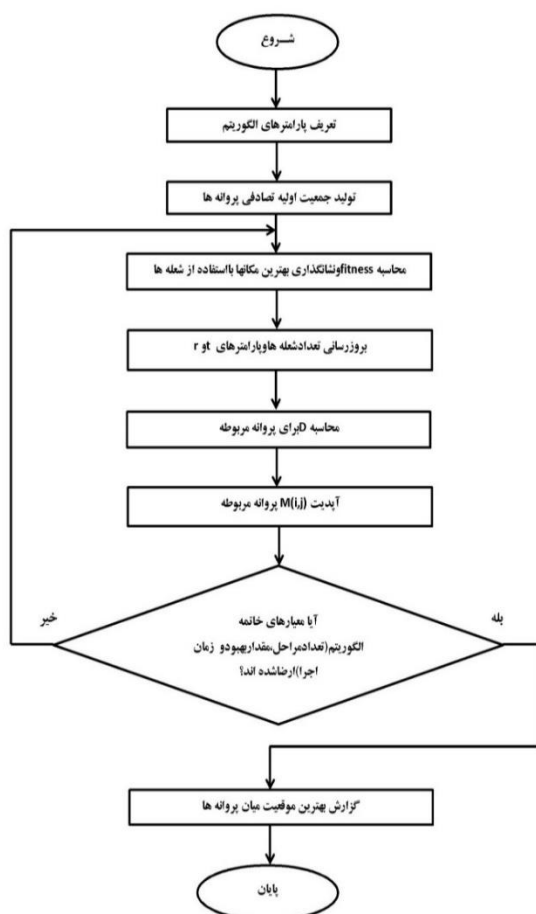 شـــروع
تعریف پارامترهای الگوریتم
تولید جمعیت اولیه تصادفی پروانه ها
محاسبه fitnessونشانگذاری بهترین مکانها بااستفاده از شعله ها
بروزرسانی تعدادشعله هاوپارامترهای tو r
محاسبه Dبرای پروانه مربوطه
آپدیت M(i,j) پروانه مربوطه
بله
خیر
آیا معیارهای خاتمه
الگوریتم(تعدادمراحل،مقداربهبودو زمان
اجرا)ارضاشده اند؟
گزارش بهترین موقعیت میان پروانه ها
پایان